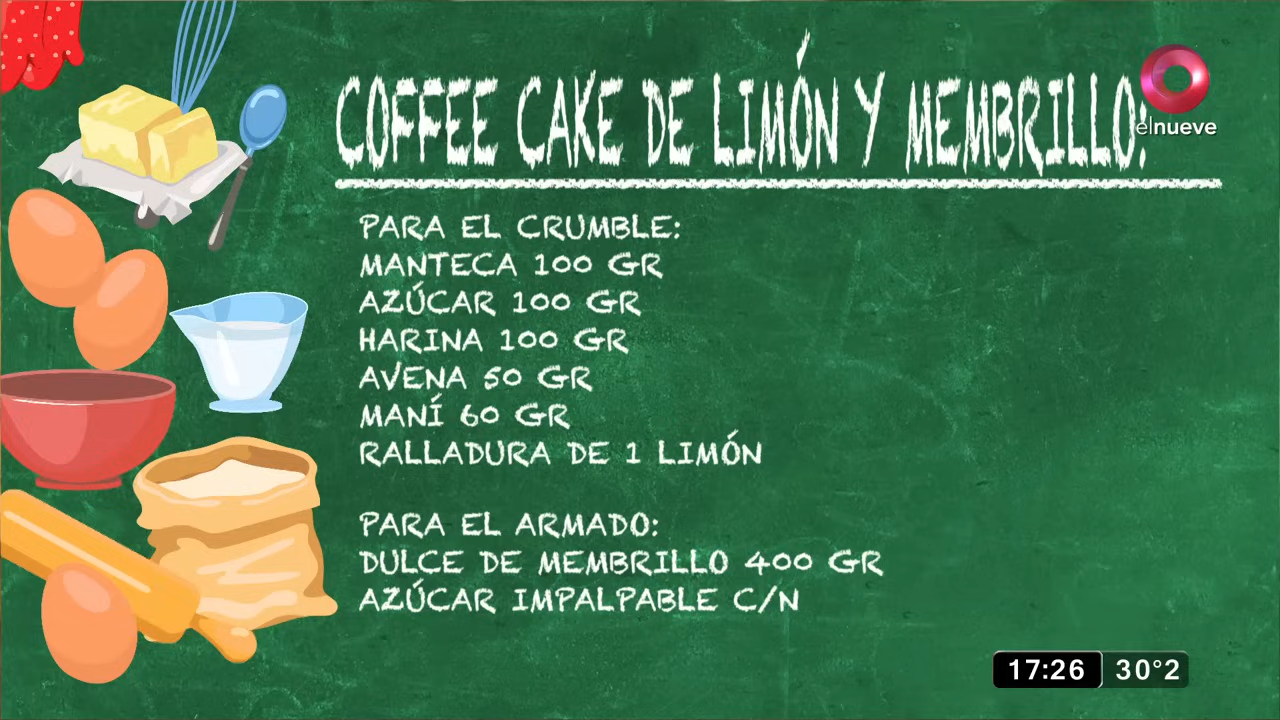 COFFEE CAKE DE LIMÓN Y MEMBRILLO:
elnueve
PARA EL CRUMBLE:
MANTECA 100 GR
AZÚCAR 100 GR
HARINA 100 GR
AVENA 50 GR
MANÍ 60 GR
RALLADURA DE 1 LIMÓN
PARA EL ARMADO:
DULCE DE MEMBRILLO 400 GR
AZÚCAR IMPALPABLE C/N
17:26 30°2